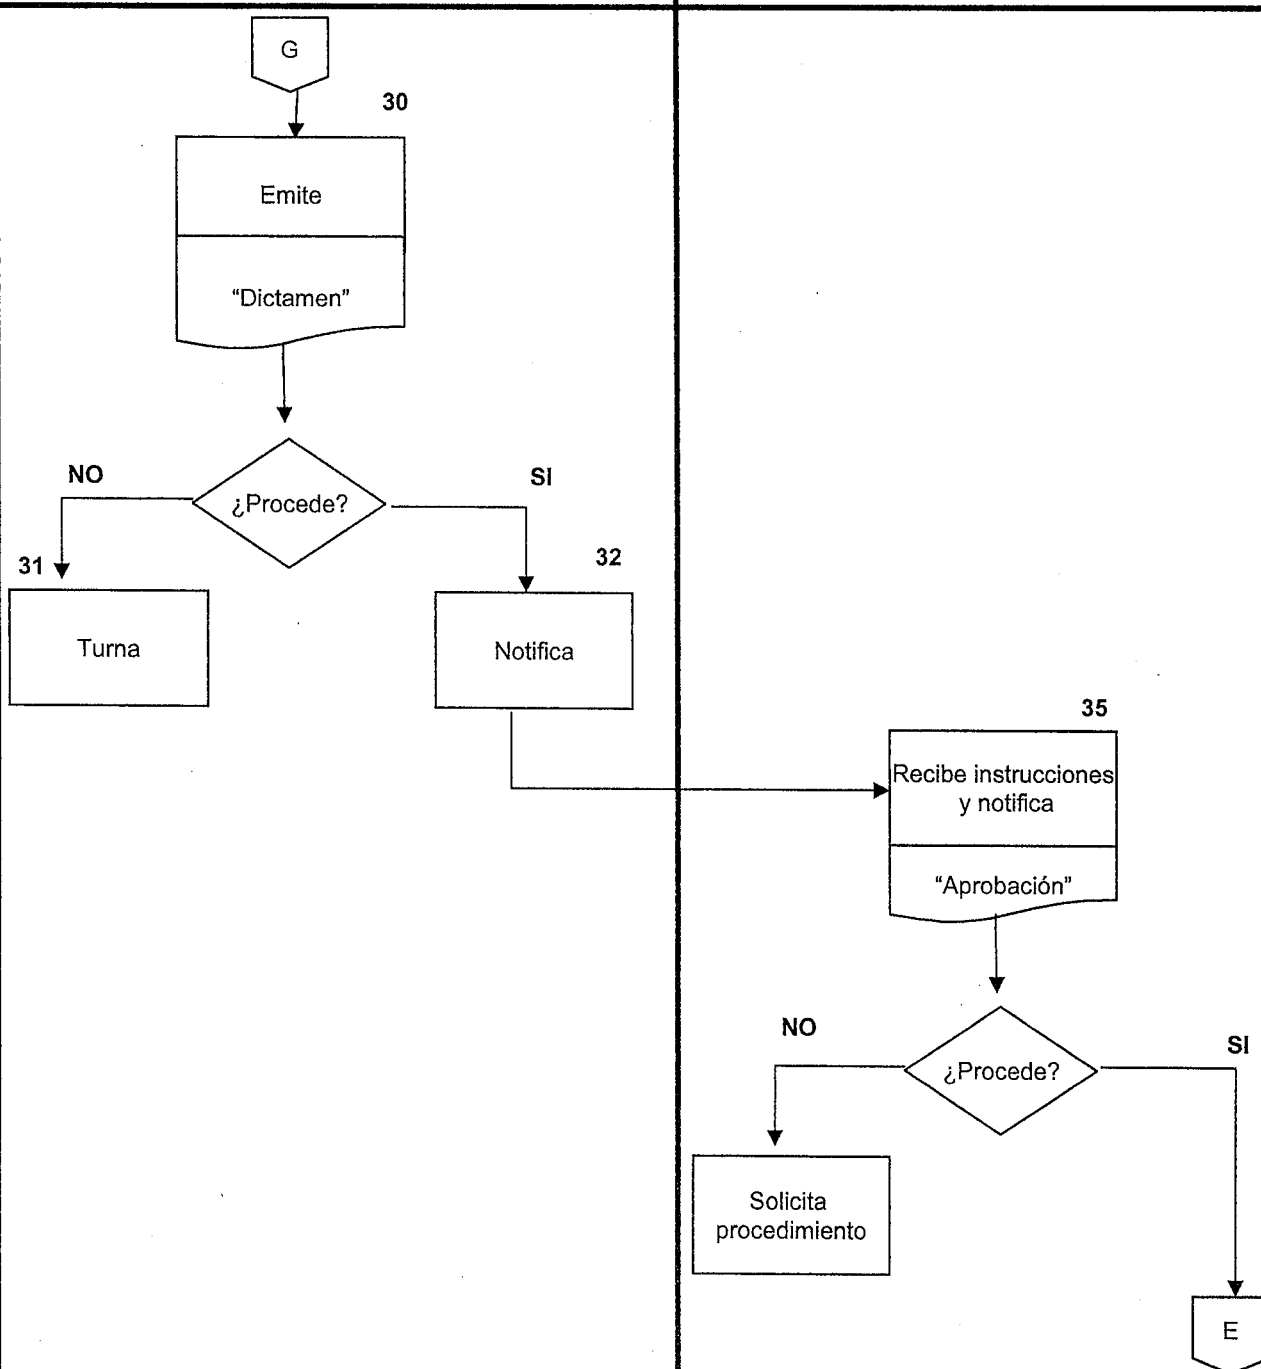 G
30
Emite
“Dictamen”
NO
SI
¿Procede?
31
32
Turna
Notifica
35
Recibe instrucciones
y notifica
“Aprobación”
NO
SI
¿Procede?
Solicita
procedimiento
E